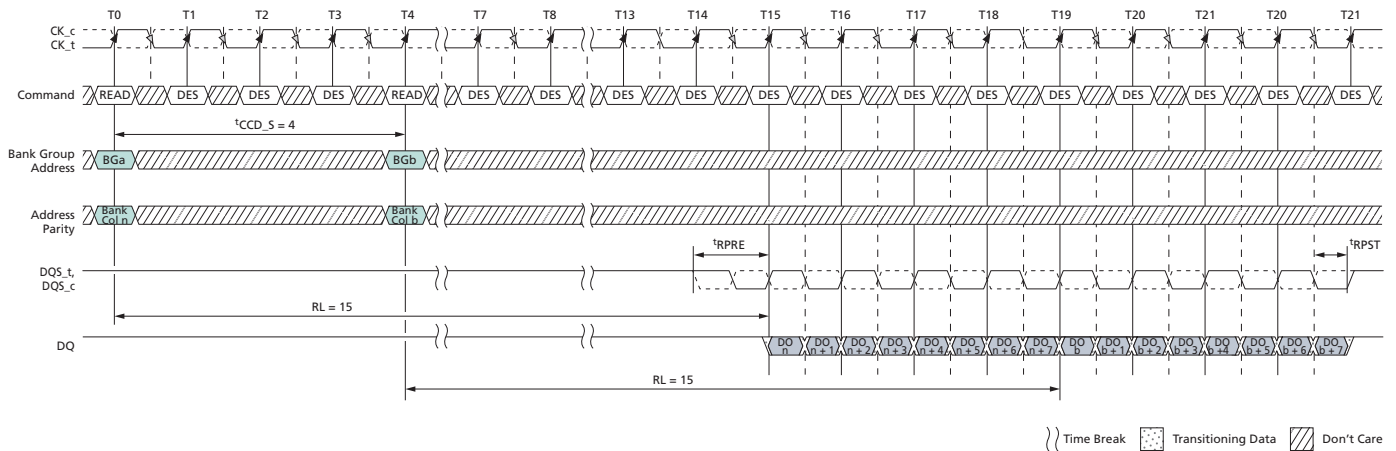 T0 T1 T2 T3 T4 T7 T8 T13 T14 T15 T16 T17 T18 T19 T20 T21 T20 T21
CK_c
CK_t
Command READ DES DES DES READ DES DES DES DES DES DES DES DES DES DES DES DES DES
tCCD_S = 4
Bank Group
Address
BGa BGb
Address
Parity
Bank
Col n
Bank
Col b
tRPRE tRPST
DQS_t,
DQS_c
RL = 15
DQ
DO
n
DO
n + 1
DO
n + 2
DO
n + 3
DO
n + 4
DO
n + 5
DO
n + 6
DO
n + 7
DO
b
DO
b + 1
DO
b + 2
DO
b + 3
DO
b +4
DO
b + 5
DO
b + 6
DO
b + 7
RL = 15
Time Break Transitioning Data Don't Care